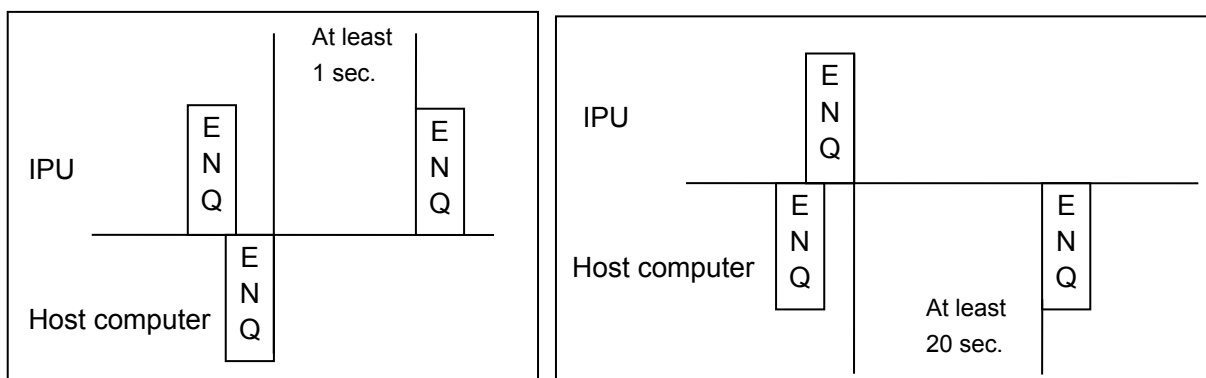 At least
1 sec.
E
N
Q
E
N
Q
IPU
E
N
Q
Host computer
E
N
Q
IPU
E
N
Q
E
N
Q
Host computer
At least
20 sec.